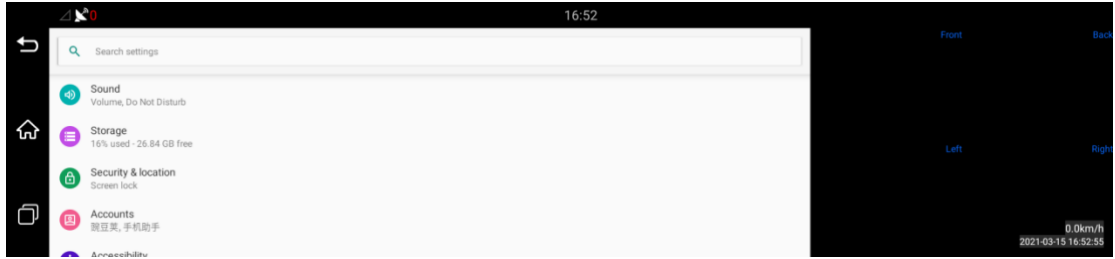 0
16:52
Search settings
Sound
Volume, Do Not Disturb
Storage
16% used - 26.84 GB free
Security & location
Screen lock
Accounts
豌豆荚, 手机助手
Accessibility
Front
Back
Left
Right
0.0km/h
2021-03-15 16:52:55